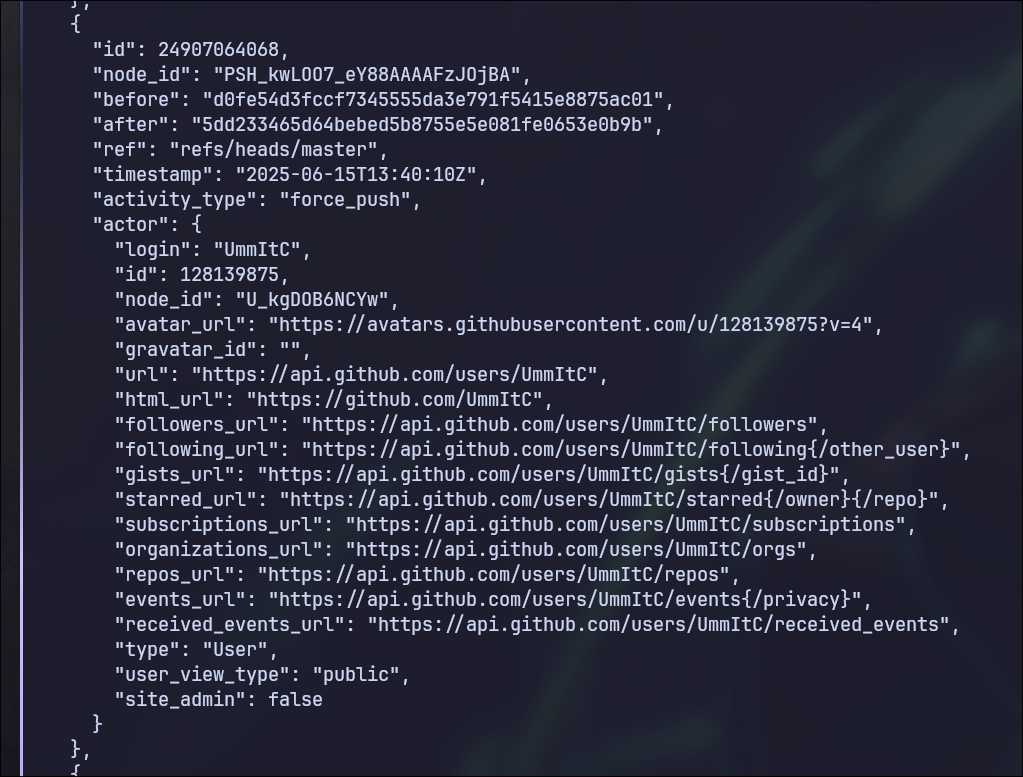 },
{
"id": 24907064068,
"node_id": "PSH_kwLOO7_eY88AAAAFzJOjBA",
"before": "d0fe54d3fccf7345555da3e791f5415e8875ac01",
"after": "5dd233465d64bebed5b8755e5e081fe0653e0b9b",
"ref": "refs/heads/master",
"timestamp": "2025-06-15T13:40:10Z",
"activity_type": "force_push",
"actor": {
"login": "UmmItC",
"id": 128139875,
"node_id": "U_kgDOB6NCYw",
"avatar_url": "https://avatars.githubusercontent.com/u/128139875?v=4",
"gravatar_id": "",
"url": "https://api.github.com/users/UmmItC",
"html_url": "https://github.com/UmmItC",
"followers_url": "https://api.github.com/users/UmmItC/followers",
"following_url": "https://api.github.com/users/UmmItC/following{/other_user}",
"gists_url": "https://api.github.com/users/UmmItC/gists{/gist_id}",
"starred_url": "https://api.github.com/users/UmmItC/starred{/owner}{/repo}",
"subscriptions_url": "https://api.github.com/users/UmmItC/subscriptions",
"organizations_url": "https://api.github.com/users/UmmItC/orgs",
"repos_url": "https://api.github.com/users/UmmItC/repos",
"events_url": "https://api.github.com/users/UmmItC/events{/privacy}",
"received_events_url": "https://api.github.com/users/UmmItC/received_events",
"type": "User",
"user_view_type": "public",
"site_admin": false
}
},
{